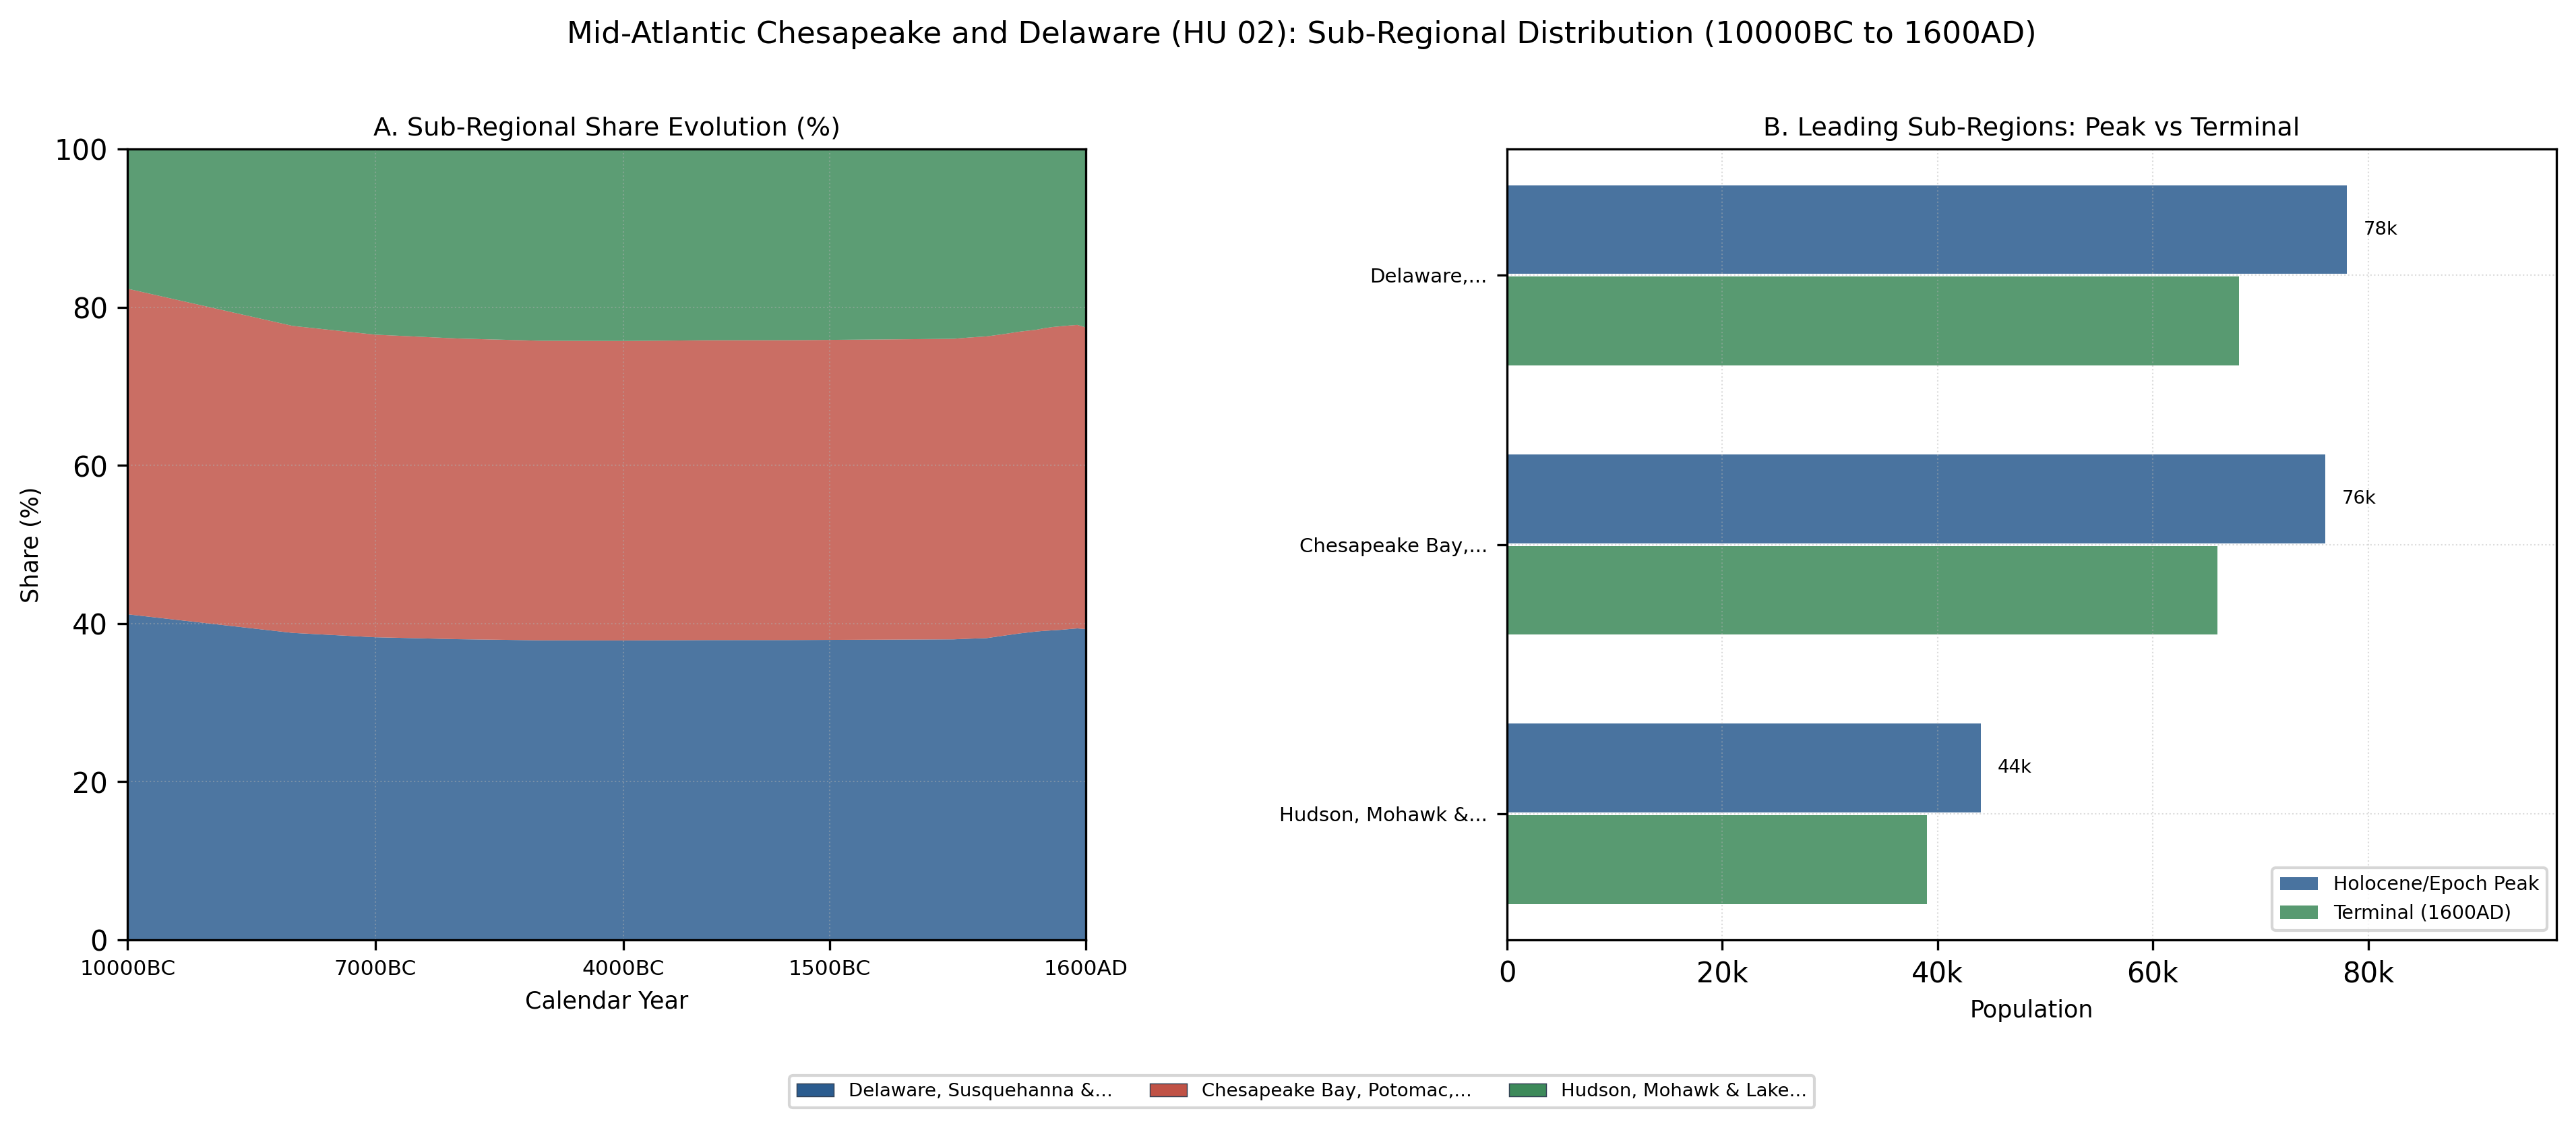 Mid-Atlantic Chesapeake and Delaware (HU 02): Sub-Regional Distribution (10000BC to 1600AD)
A. Sub-Regional Share Evolution (%)
100
80
60
40
20
0
Share (%)
10000BC
7000BC
4000BC
1500BC
1600AD
Calendar Year
B. Leading Sub-Regions: Peak vs Terminal
Delaware,...
Chesapeake Bay,...
Hudson, Mohawk &...
78k
76k
44k
Holocene/Epoch Peak
Terminal (1600AD)
0
20k
40k
60k
80k
Population
Delaware, Susquehanna &...
Chesapeake Bay, Potomac,...
Hudson, Mohawk & Lake...